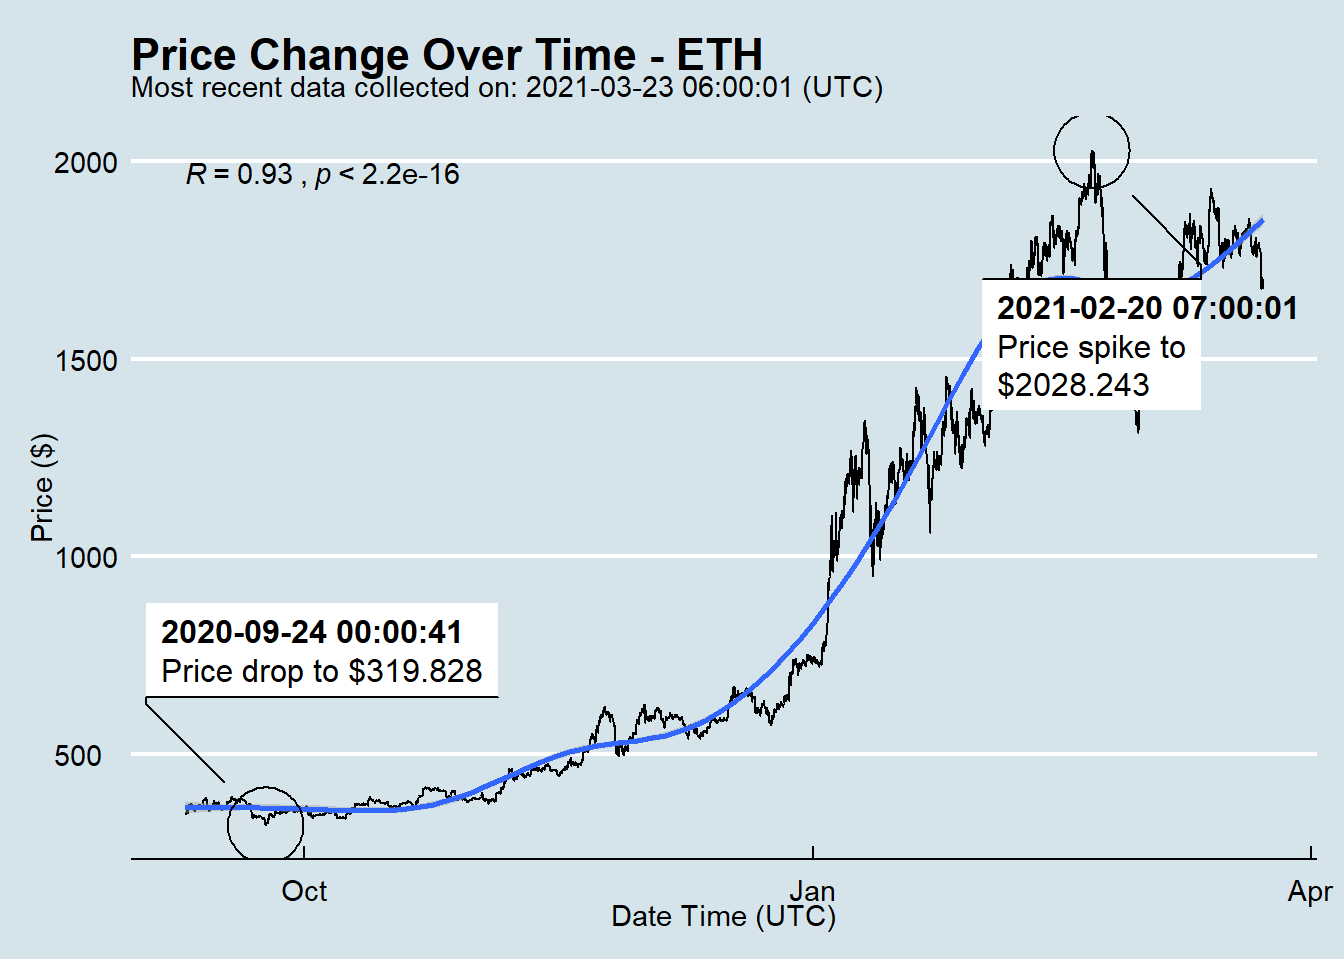 Price Change Over Time - ETH
Most recent data collected on: 2021-03-23 06:00:01 (UTC)
R = 0.93 , p < 2.2e-16
2000
1500
1000
500
Price ($)
2021-02-20 07:00:01
Price spike to
$2028.243
2020-09-24 00:00:41
Price drop to $319.828
Oct
Jan
Apr
Date Time (UTC)